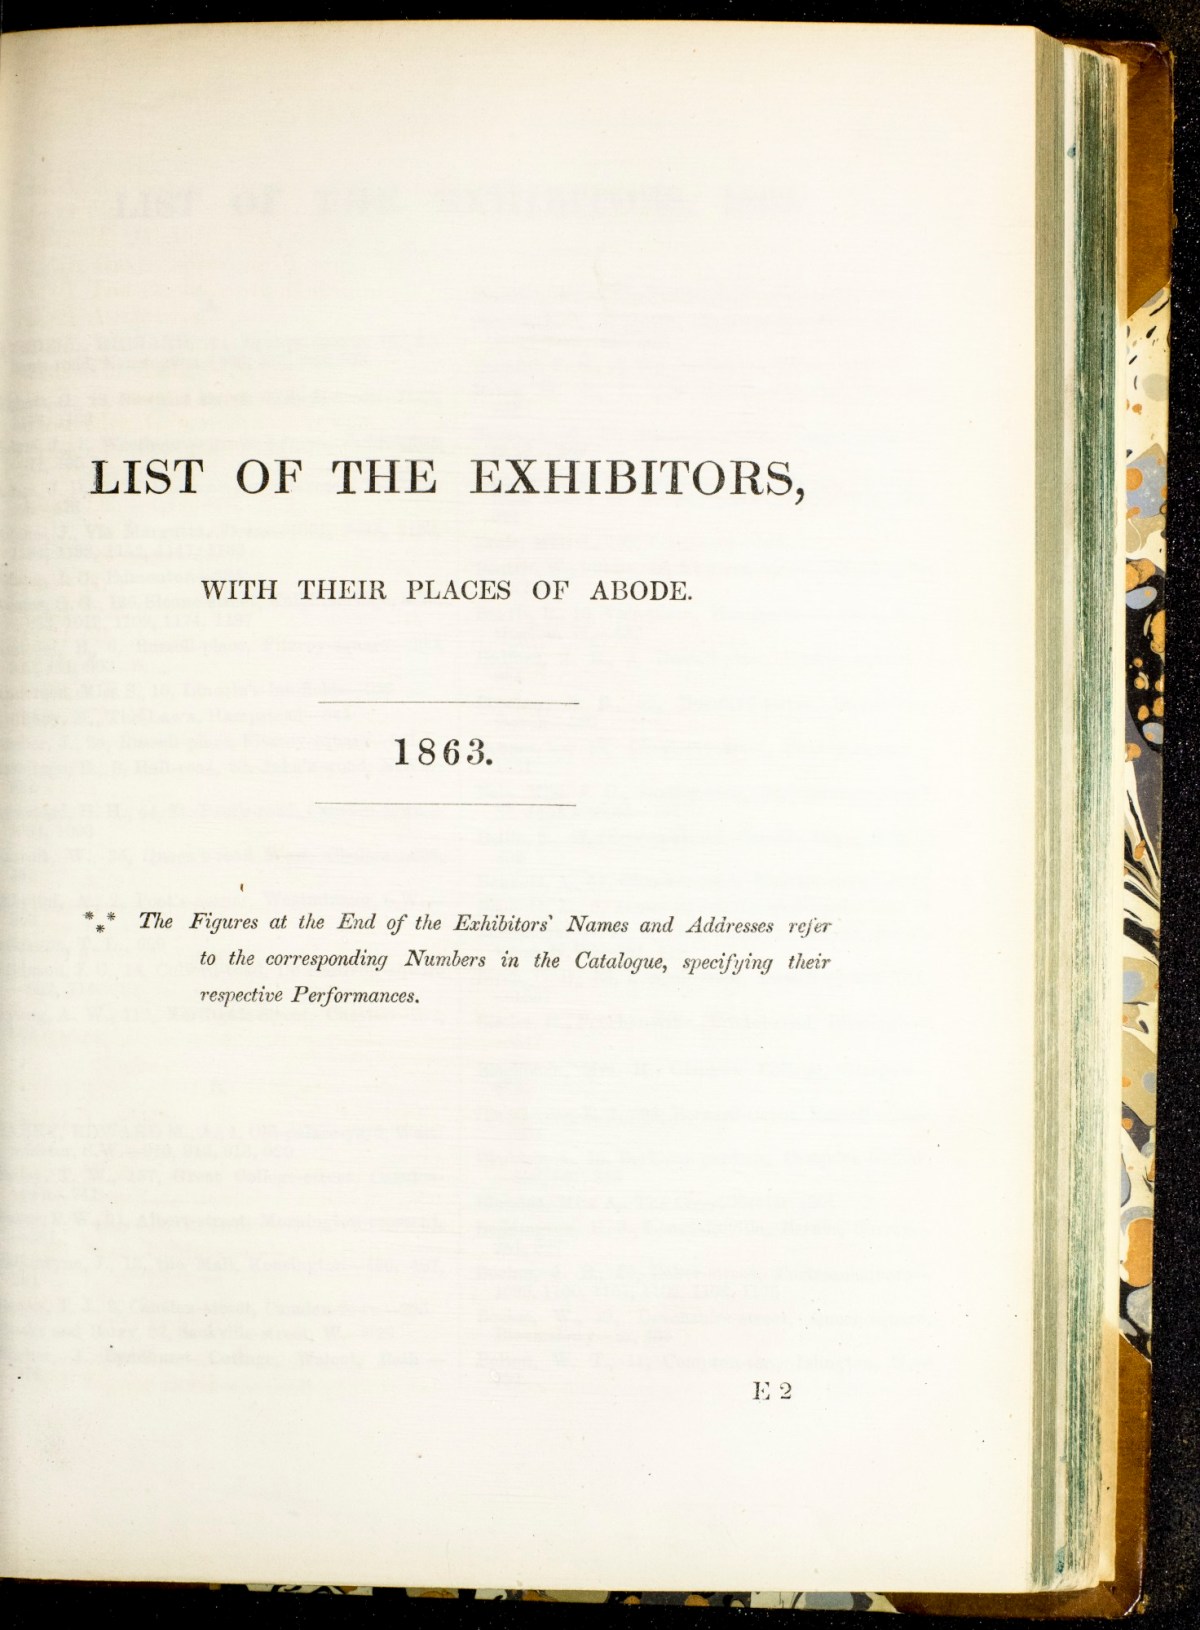 LIST OF THE EXHIBITORS,
WITH THEIR PLACES OF ABODE.
1863.
*** The Figures at the End of the Exhibitors' Names and Addresses refer
to the corresponding Numbers in the Catalogue, specifying their
respective Performances.
E 2